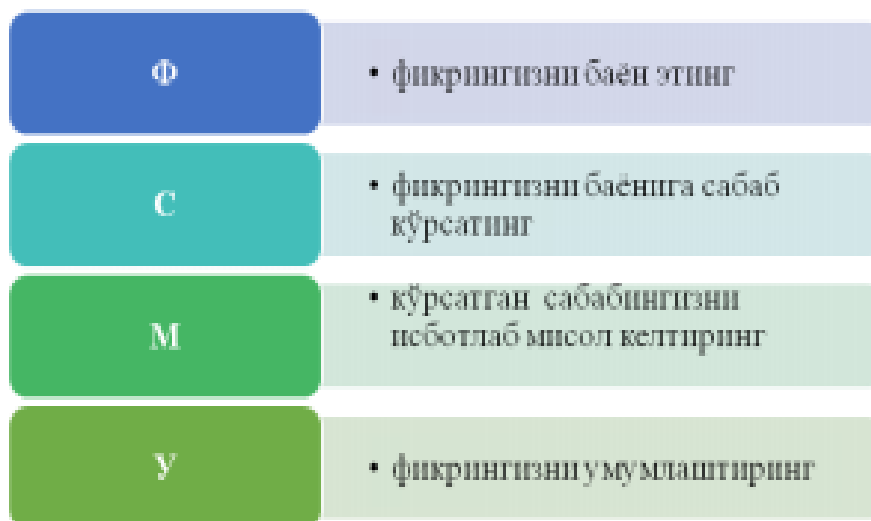 Ф
• фикрингизни баён этинг
С
• фикрингизни баёнига сабаб
кўрсатинг
М
• кўрсатган сабабингизни
исботлаб мисол келтиринг
У
• фикрингизни умумлаштиринг